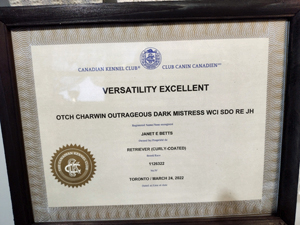 CANADIAN KENNEL CLUB
CLUB CANIN CANADIEN
VERSATILITY EXCELLENT
OTCH CHARWIN OUTRAGEOUS DARK MISTRESS WCI SDO RE JH
JANET E BETTS
RETRIEVER (CURLY-COATED)
1126322
TORONTO / MARCH 24, 2022